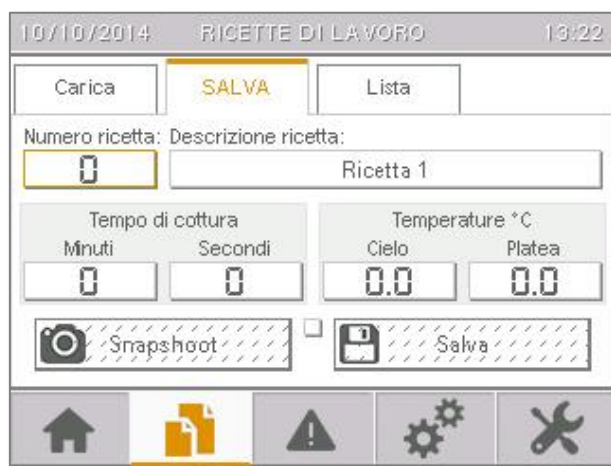 10/10/2014 RICETTE DI LAVORO 13:22
Carica SALVA Lista
Numero ricetta: Descrizione ricetta:
0 Ricetta 1
Tempo di cottura Temperature °C
Minuti Secondi Cielo Platea
0 0 0.0 0.0
Snapshoot Salva